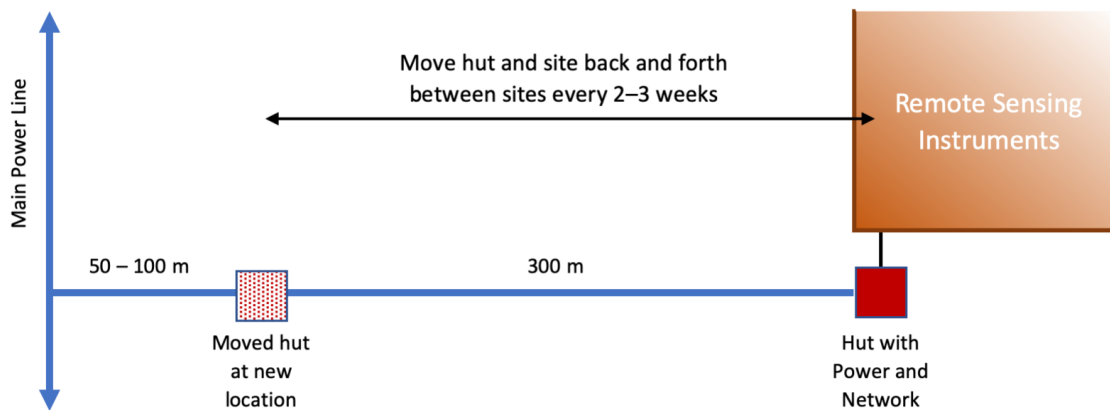 Main Power Line
Move hut and site back and forth
between sites every 2–3 weeks
Remote Sensing
Instruments
50 – 100 m
300 m
Moved hut
at new
location
Hut with
Power and
Network